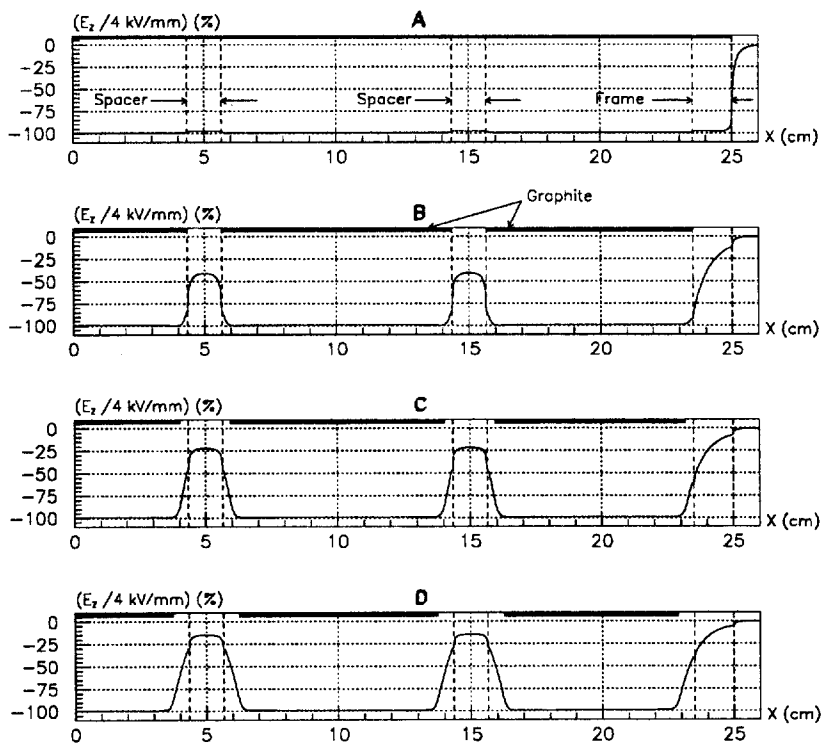 (E_z /4 kV/mm) (%) A
0
-25
-50
-75
-100
Spacer Spacer Frame
0 5 10 15 20 25 X (cm)
(E_z /4 kV/mm) (%) B Graphite
0
-25
-50
-75
-100
0 5 10 15 20 25 X (cm)
(E_z /4 kV/mm) (%) C
0
-25
-50
-75
-100
0 5 10 15 20 25 X (cm)
(E_z /4 kV/mm) (%) D
0
-25
-50
-75
-100
0 5 10 15 20 25 X (cm)